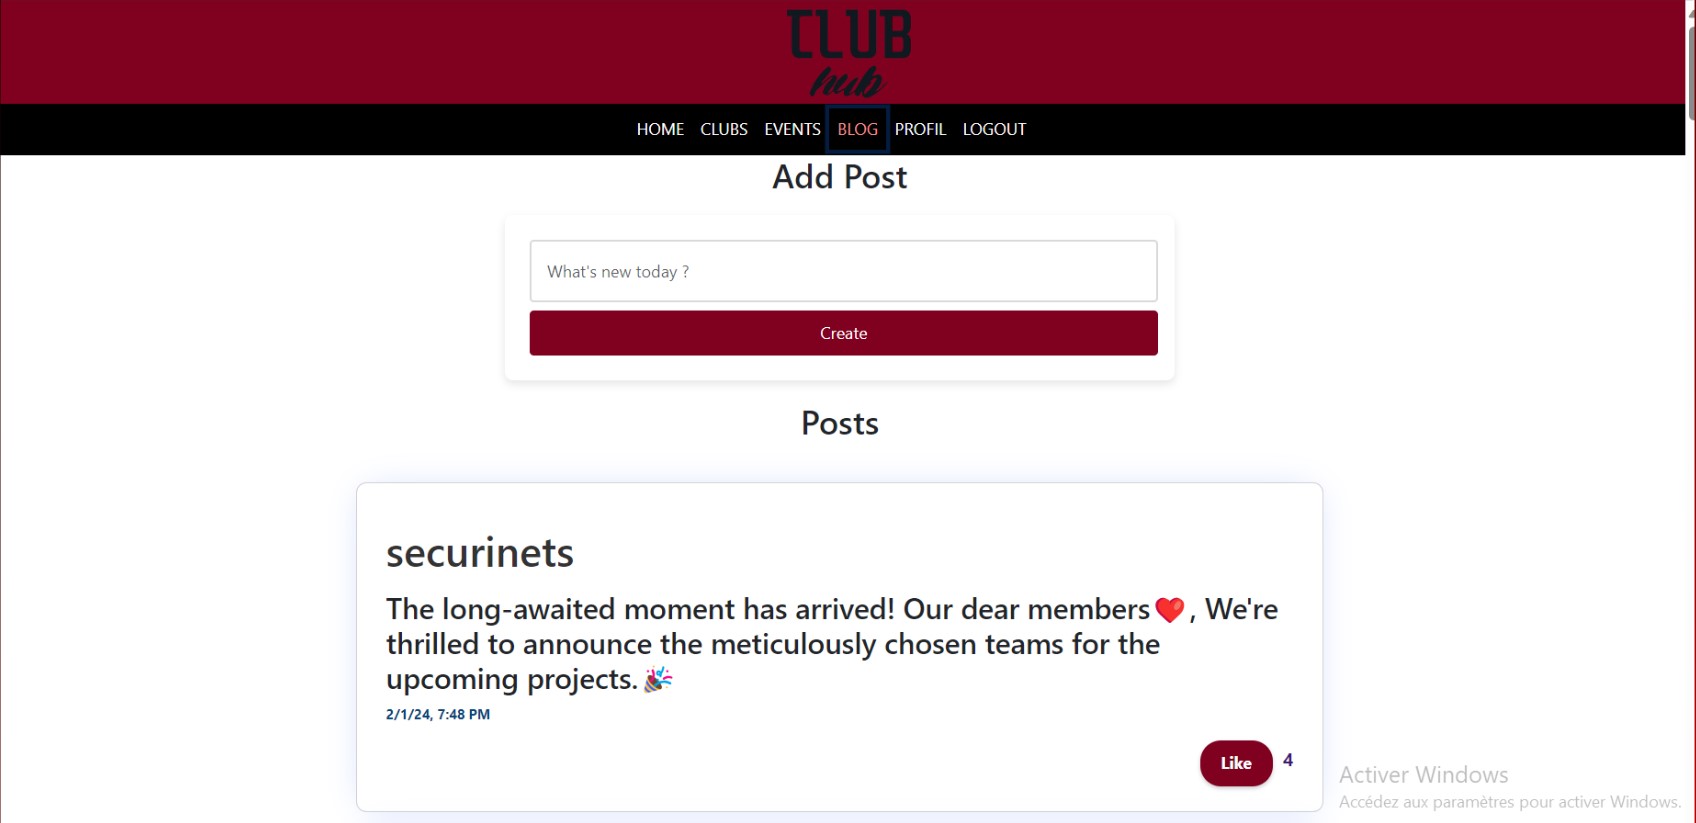 CLUB
hub
HOME CLUBS EVENTS BLOG PROFIL LOGOUT
Add Post
What's new today ?
Create
Posts
securinets
The long-awaited moment has arrived! Our dear members❤️, We're
thrilled to announce the meticulously chosen teams for the
upcoming projects.🎉
2/1/24, 7:48 PM
Like 4
Activer Windows
Accédez aux paramètres pour activer Windows.